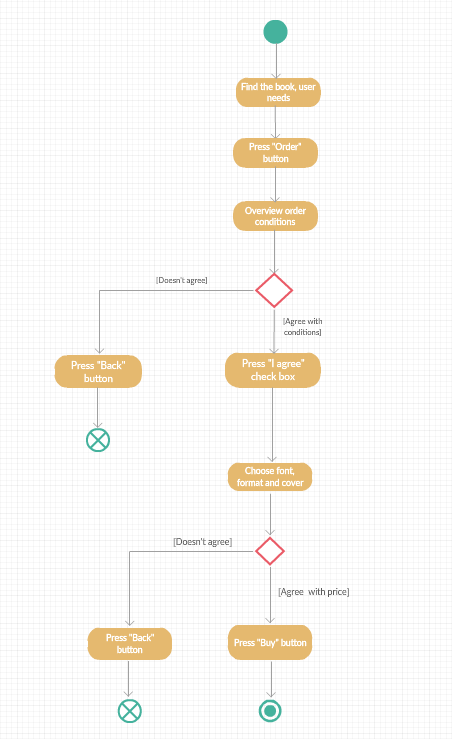 Find the book, user
needs
Press "Order"
button
Overview order
conditions
[Doesn't agree]
[Agree with
conditions]
Press "Back"
button
Press "I agree"
check box
Choose font,
format and cover
[Doesn't agree]
[Agree with price]
Press "Back"
button
Press "Buy" button